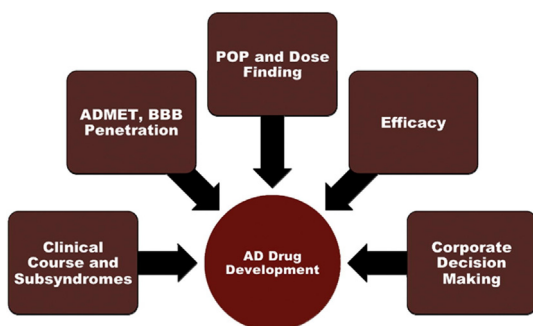 POP and Dose
Finding
ADMET, BBB
Penetration
Efficacy
Clinical
Course and
Subsyndromes
AD Drug
Development
Corporate
Decision
Making